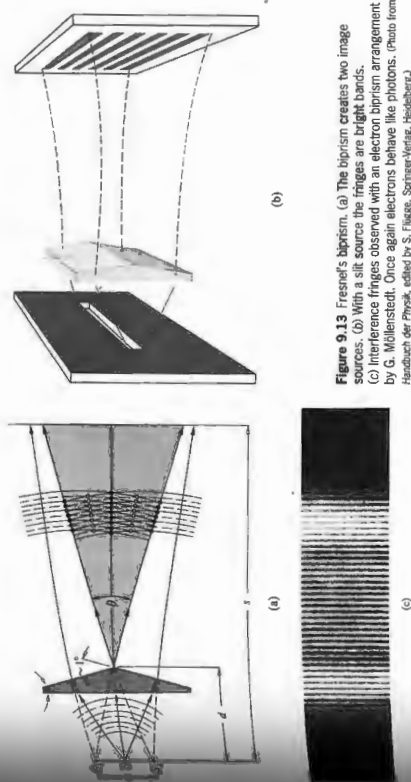 (b)
θ
d
s
(a)
(c)
Figure 9.13 Fresnel's biprism. (a) The biprism creates two image
sources. (b) With a slit source the fringes are bright bands.
(c) Interference fringes observed with an electron biprism arrangement
by G. Möllenstedt. Once again electrons behave like photons. (Photo from
Handbuch der Physik, edited by S. Flügge, Springer-Verlag, Heidelberg.)